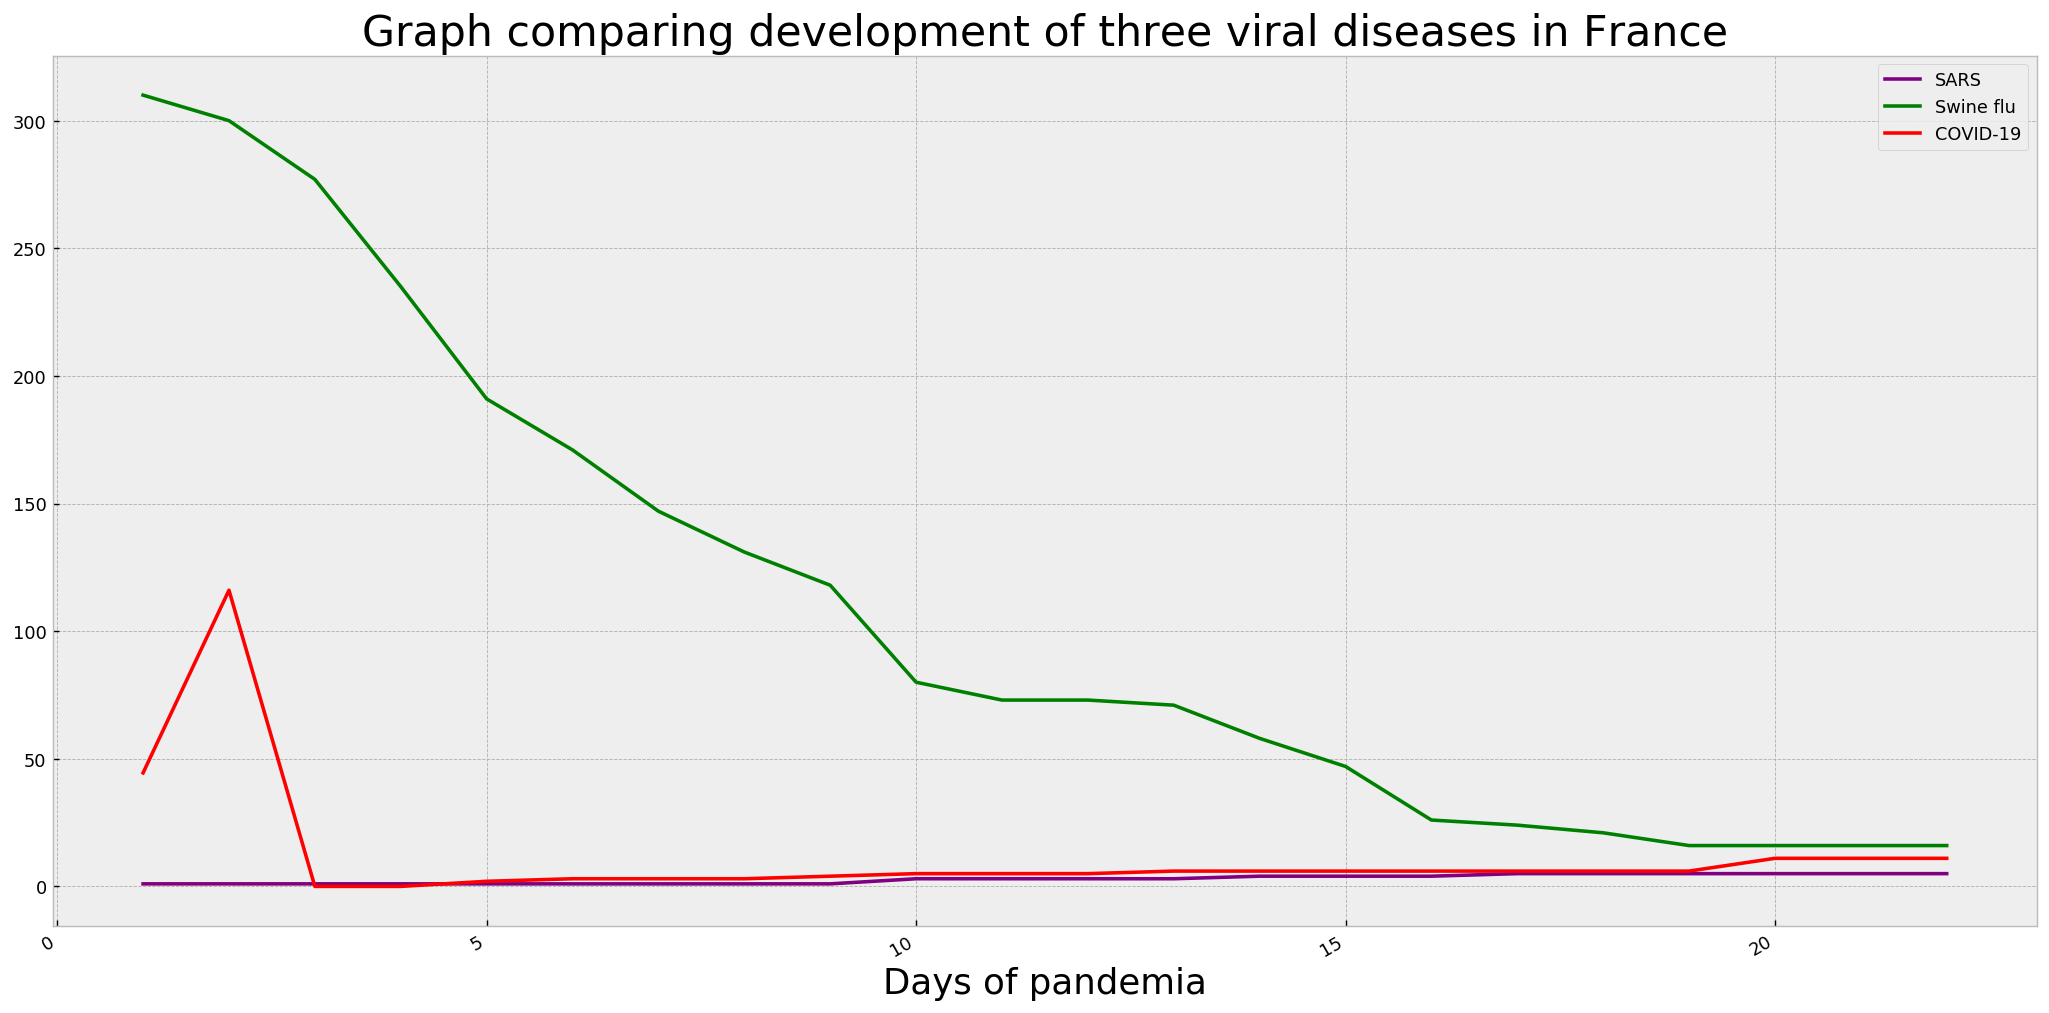 Graph comparing development of three viral diseases in France
SARS
Swine flu
COVID-19
300
250
200
150
100
50
0
0
5
10
15
20
Days of pandemia